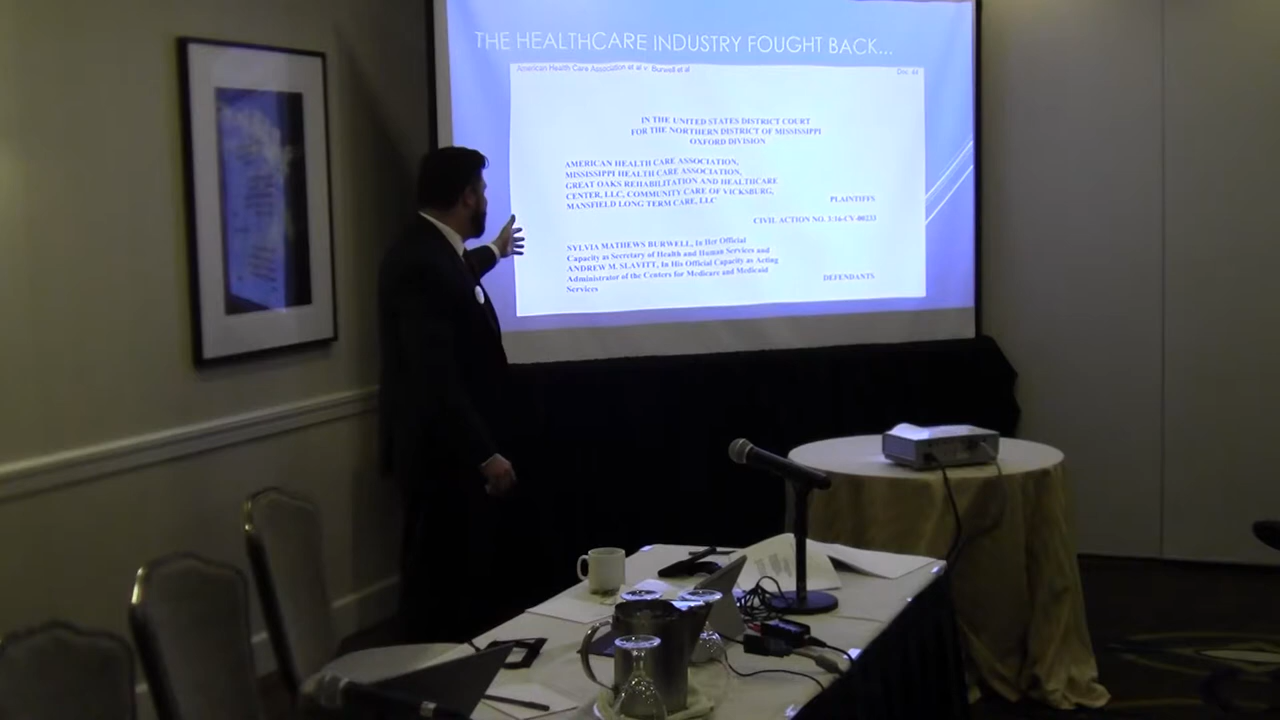 THE HEALTHCARE INDUSTRY FOUGHT BACK...
American Health Care Association et al v. Burwell et al
Doc. 44
IN THE UNITED STATES DISTRICT COURT
FOR THE NORTHERN DISTRICT OF MISSISSIPPI
OXFORD DIVISION
AMERICAN HEALTH CARE ASSOCIATION,
MISSISSIPPI HEALTH CARE ASSOCIATION,
GREAT OAKS REHABILITATION AND HEALTHCARE
CENTER, LLC, COMMUNITY CARE OF VICKSBURG,
MANSFIELD LONG TERM CARE, LLC
PLAINTIFFS
CIVIL ACTION NO. 3:16-CV-00233
SYLVIA MATHEWS BURWELL, In Her Official
Capacity as Secretary of Health and Human Services and
ANDREW M. SLAVITT, In His Official Capacity as Acting
Administrator of the Centers for Medicare and Medicaid
Services
DEFENDANTS